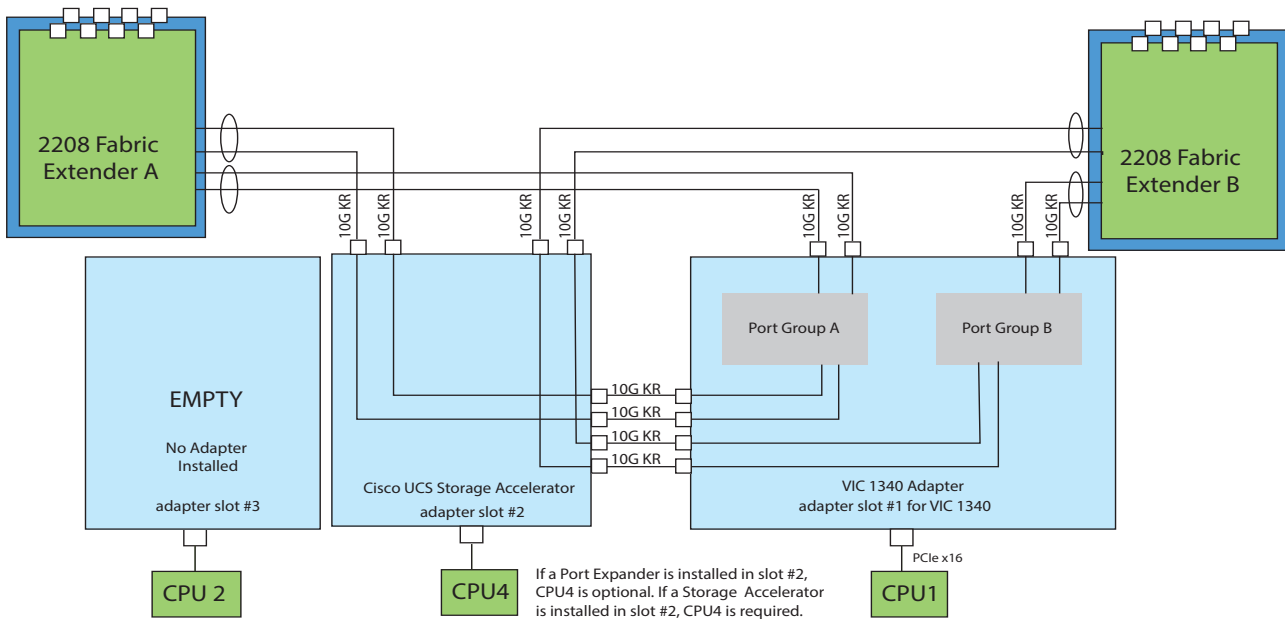 2208 Fabric
Extender A
2208 Fabric
Extender B
10G KR
10G KR
10G KR
10G KR
10G KR
10G KR
10G KR
10G KR
Port Group A
Port Group B
10G KR
10G KR
10G KR
10G KR
EMPTY
No Adapter
Installed
adapter slot #3
Cisco UCS Storage Accelerator
adapter slot #2
VIC 1340 Adapter
adapter slot #1 for VIC 1340
PCIe x16
CPU 2
CPU4
If a Port Expander is installed in slot #2,
CPU4 is optional. If a Storage Accelerator
is installed in slot #2, CPU4 is required.
CPU1